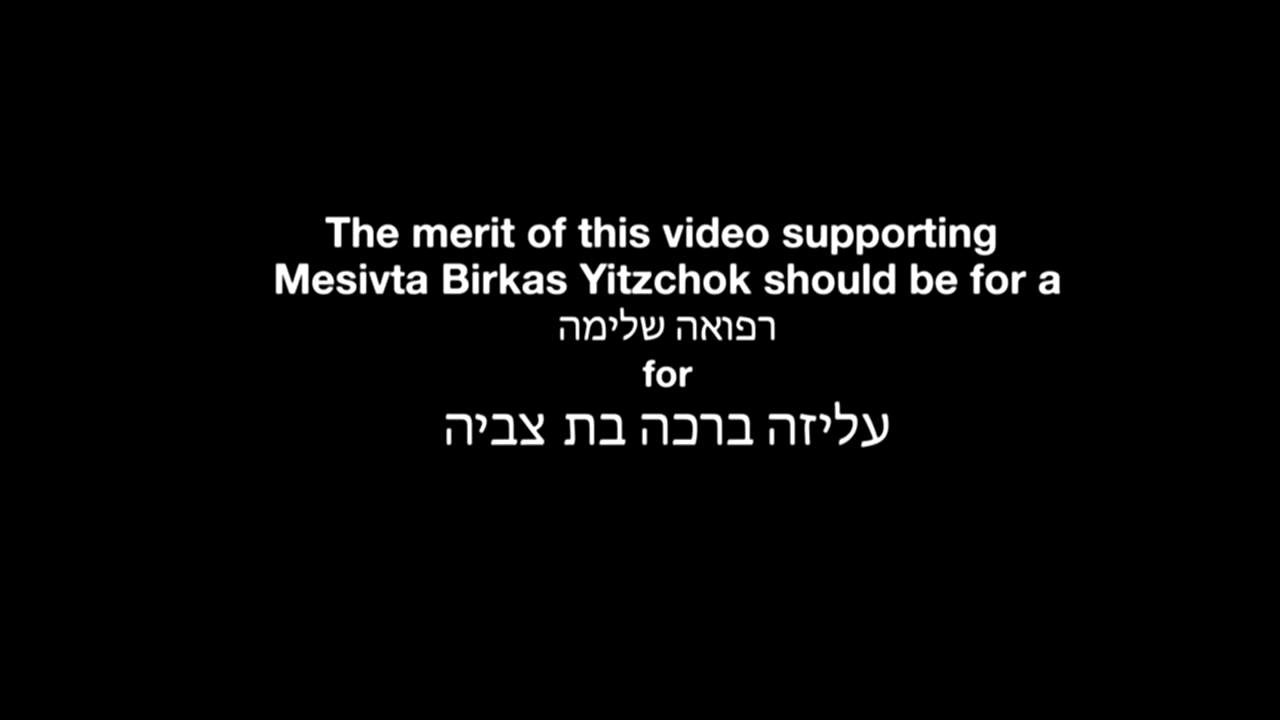 The merit of this video supporting
Mesivta Birkas Yitzchok should be for a
רפואה שלימה
for
עליזה ברכה בת צביה